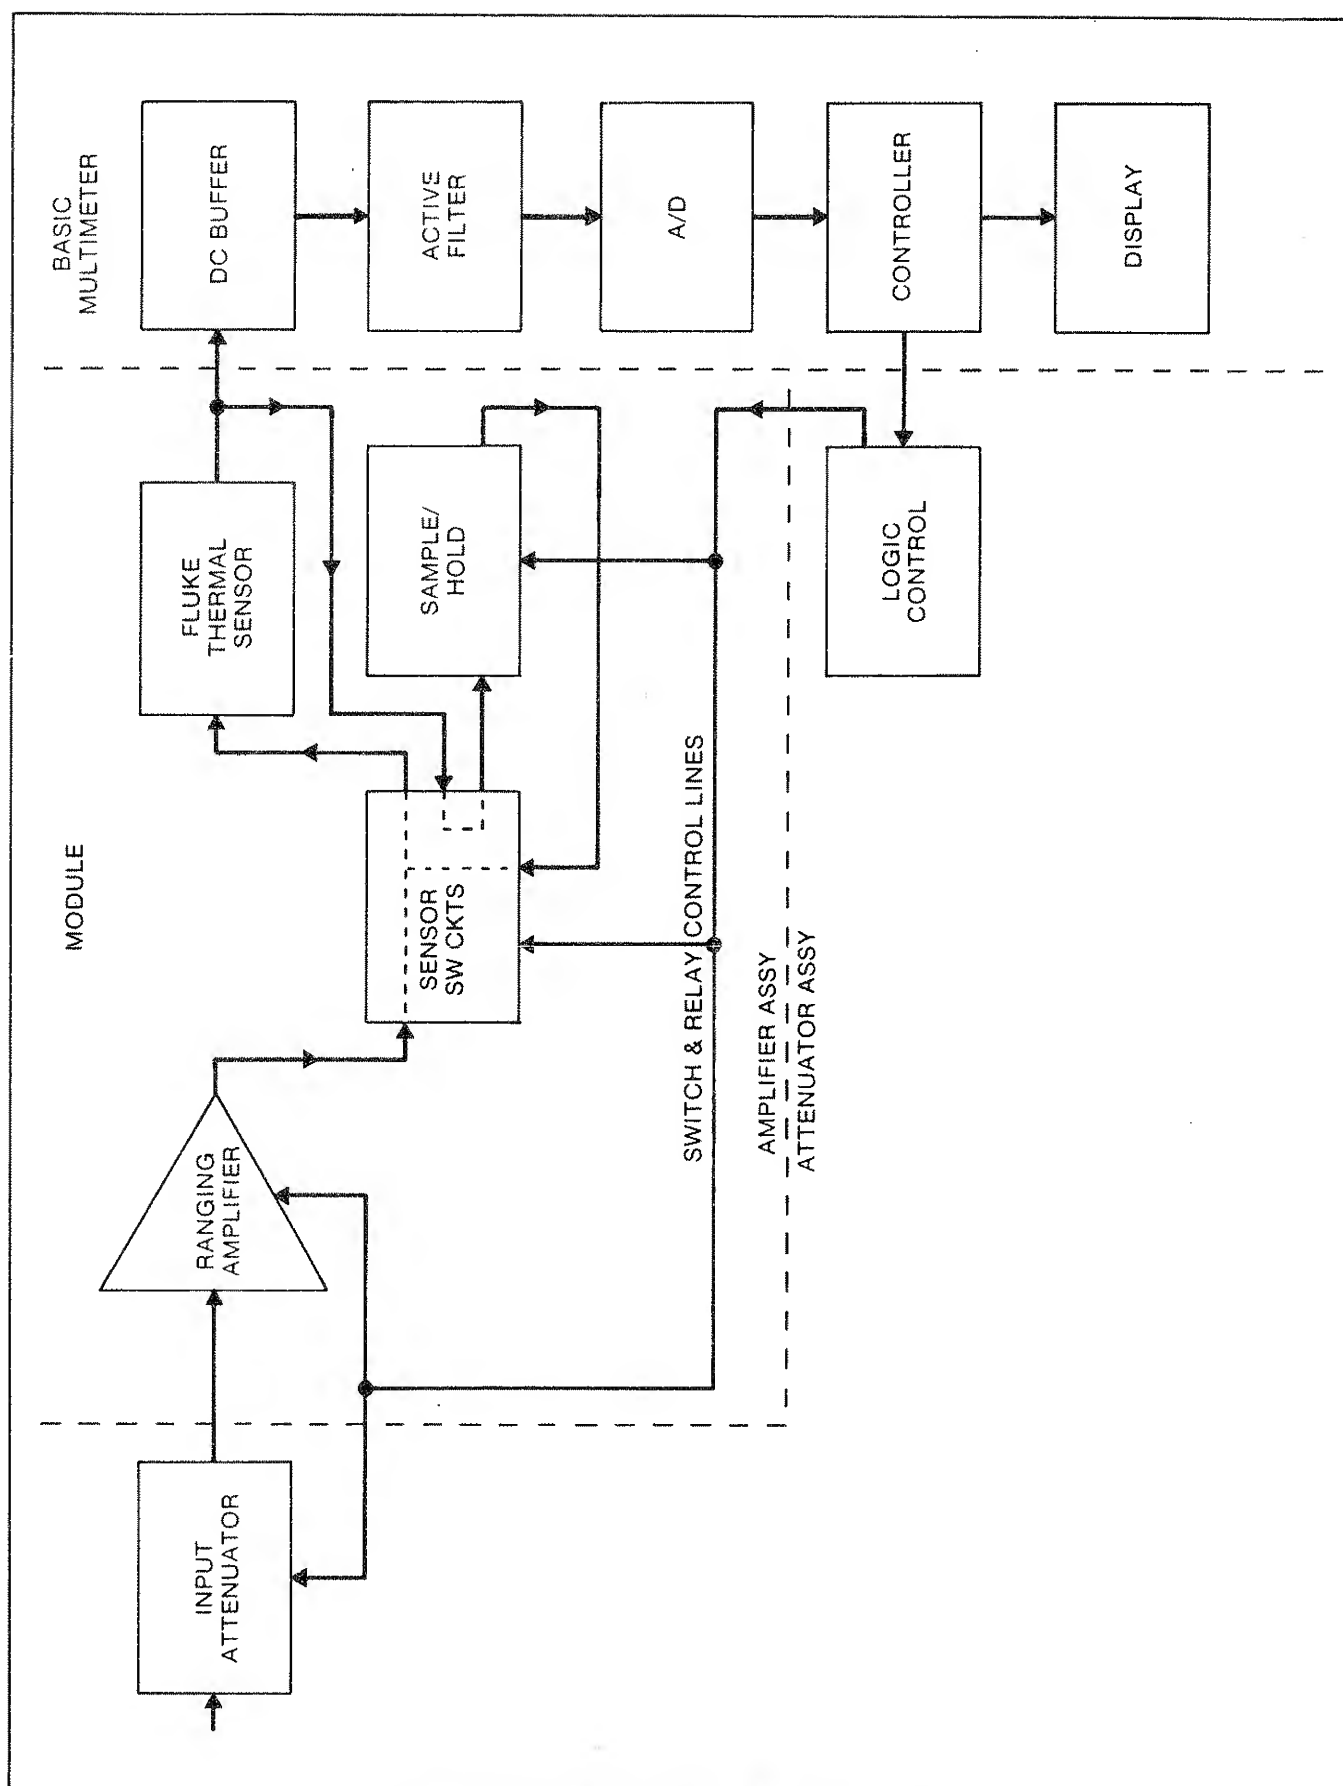 MODULE
BASIC
MULTIMETER
INPUT
ATTENUATOR
RANGING
AMPLIFIER
FLUKE
THERMAL
SENSOR
DC BUFFER
SENSOR
SW CKTS
SAMPLE/
HOLD
ACTIVE
FILTER
A/D
SWITCH & RELAY CONTROL LINES
AMPLIFIER ASSY
ATTENUATOR ASSY
LOGIC
CONTROL
CONTROLLER
DISPLAY